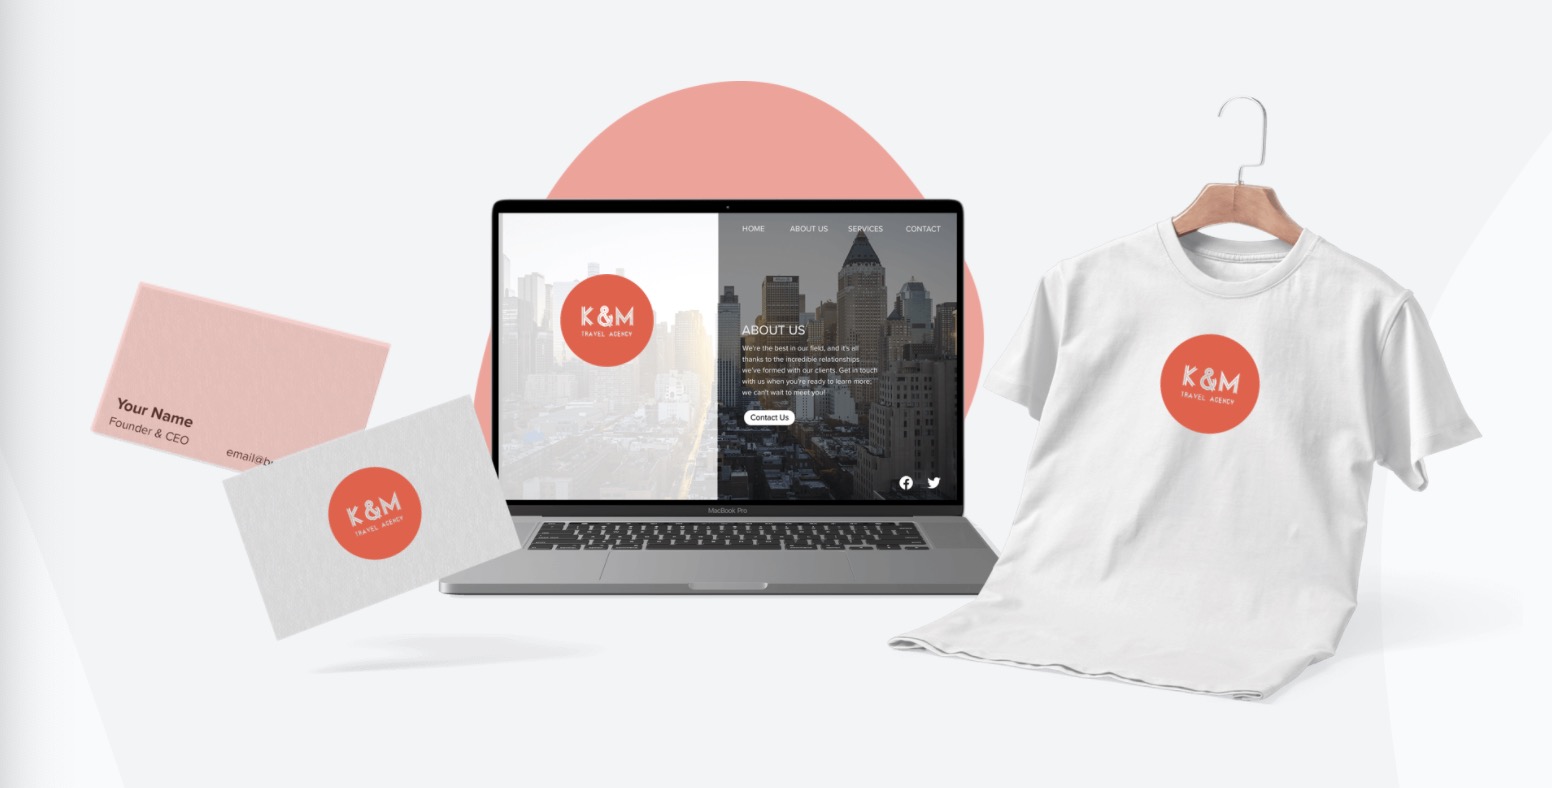 Your Name
Founder & CEO
K&M
TRAVEL AGENCY
HOME ABOUT US SERVICES CONTACT
K&M
TRAVEL AGENCY
ABOUT US
We're the best in our field, and it's all
thanks to the incredible relationships
we've formed with our clients. Get in touch
with us when you're ready to learn more;
we can't wait to meet you!
Contact Us
MacBook Pro
K&M
TRAVEL AGENCY